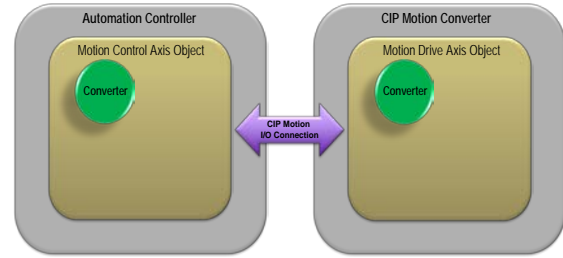 Automation Controller
Motion Control Axis Object
Converter
CIP Motion
I/O Connection
CIP Motion Converter
Motion Drive Axis Object
Converter